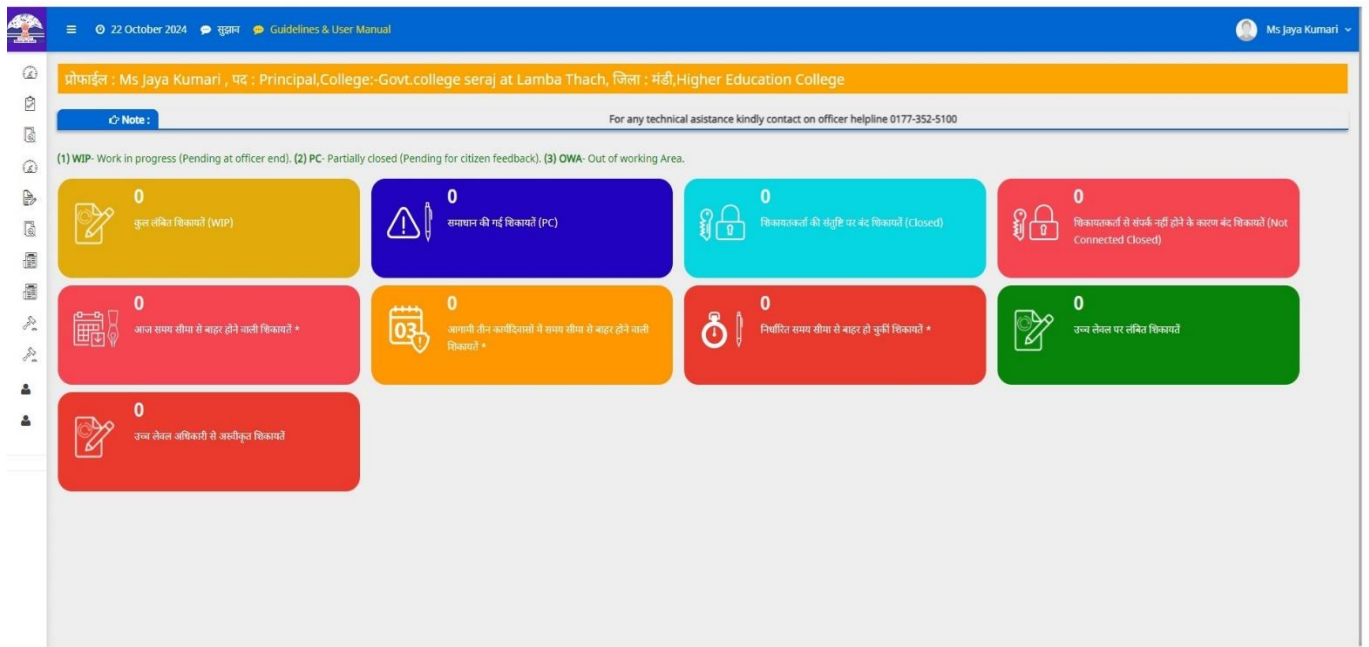 22 October 2024 सुझाव Guidelines & User Manual Ms Jaya Kumari
प्रोफाईल : Ms Jaya Kumari , पद : Principal,College:-Govt.college seraj at Lamba Thach, जिला : मंडी,Higher Education College
Note : For any technical asistance kindly contact on officer helpline 0177-352-5100
(1) WIP- Work in progress (Pending at officer end). (2) PC- Partially closed (Pending for citizen feedback). (3) OWA- Out of working Area.
0
कुल लंबित शिकायतें (WIP)
0
समाधान की गई शिकायतें (PC)
0
शिकायतकर्ता की संतुष्टि पर बंद शिकायतें (Closed)
0
शिकायतकर्ता से संपर्क नहीं होने के कारण बंद शिकायतें (Not
Connected Closed)
0
आज समय सीमा से बाहर होने वाली शिकायतें *
03
0
आगामी तीन कार्यदिवसों में समय सीमा से बाहर होने वाली
शिकायतें *
0
निर्धारित समय सीमा से बाहर हो चुकीं शिकायतें *
0
उच्च लेवल पर लंबित शिकायतें
0
उच्च लेवल अधिकारी से अस्वीकृत शिकायतें